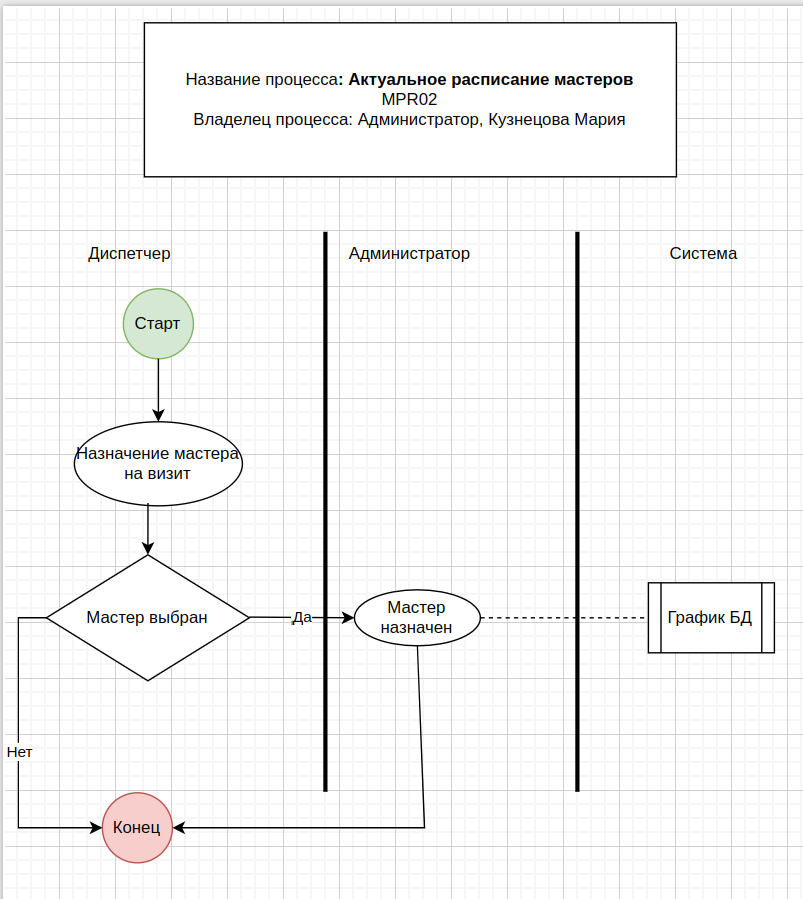 Название процесса: Актуальное расписание мастеров
MPR02
Владелец процесса: Администратор, Кузнецова Мария
Диспетчер
Администратор
Система
Старт
Назначение мастера
на визит
Мастер выбран
Да
Мастер
назначен
График БД
Нет
Конец